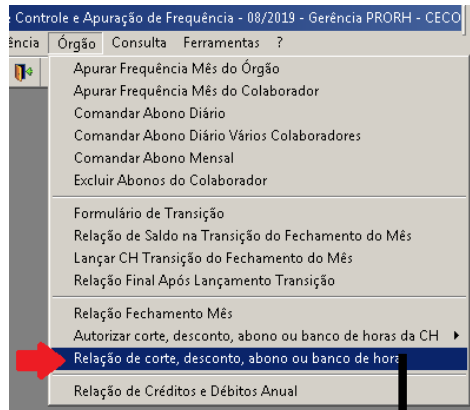 e Controle e Apuração de Frequência - 08/2019 - Gerência PRORH - CECO
ência Órgão Consulta Ferramentas ?
Apurar Frequência Mês do Órgão
Apurar Frequência Mês do Colaborador
Comandar Abono Diário
Comandar Abono Diário Vários Colaboradores
Comandar Abono Mensal
Excluir Abonos do Colaborador
Formulário de Transição
Relação de Saldo na Transição do Fechamento do Mês
Lançar CH Transição do Fechamento do Mês
Relação Final Após Lançamento Transição
Relação Fechamento Mês
Autorizar corte, desconto, abono ou banco de horas da CH
Relação de corte, desconto, abono ou banco de hora
Relação de Créditos e Débitos Anual